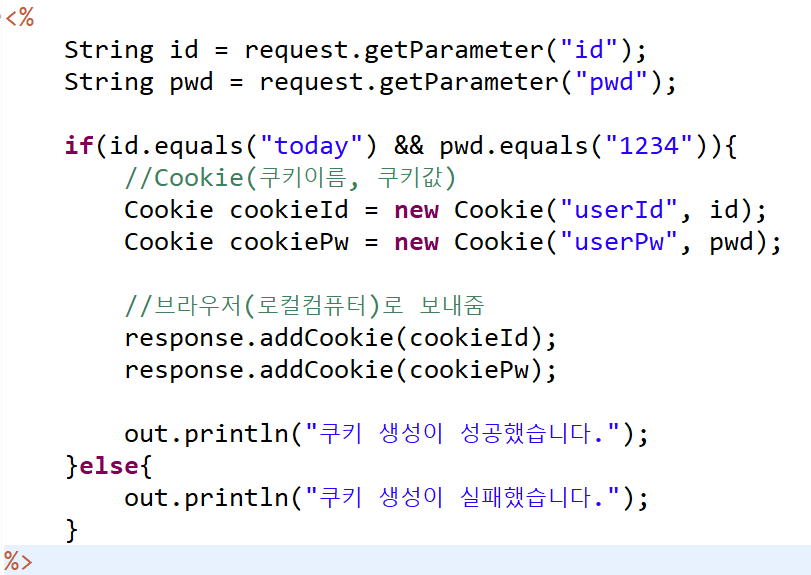 <%
String id = request.getParameter("id");
String pwd = request.getParameter("pwd");
if(id.equals("today") && pwd.equals("1234")){
//Cookie(쿠키이름, 쿠키값)
Cookie cookieId = new Cookie("userId", id);
Cookie cookiePw = new Cookie("userPw", pwd);
//브라우저(로컬컴퓨터)로 보내줌
response.addCookie(cookieId);
response.addCookie(cookiePw);
out.println("쿠키 생성이 성공했습니다.");
}else{
out.println("쿠키 생성이 실패했습니다.");
}
%>